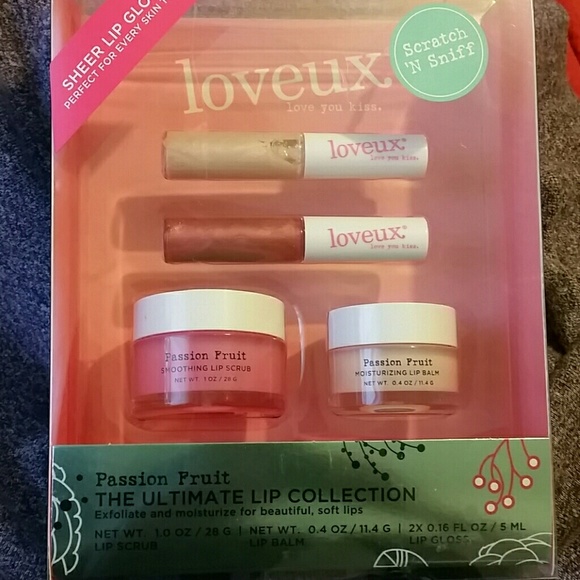 SHEER LIP GLO
PERFECT FOR EVERY SKIN
Scratch
'N Sniff
loveux
love you kiss.
loveux®
love you kiss.
loveux®
love you kiss.
Passion Fruit
SMOOTHING LIP SCRUB
NET WT. 1 OZ / 28 G
Passion Fruit
MOISTURIZING LIP BALM
NET WT. 0.4 OZ / 11.4 G
Passion Fruit
THE ULTIMATE LIP COLLECTION
Exfoliate and moisturize for beautiful, soft lips
NET WT. 1.0 OZ / 28 G | NET WT. 0.4 OZ / 11.4 G | 2X 0.16 FL OZ / 5 ML
LIP SCRUB LIP BALM LIP GLOSS